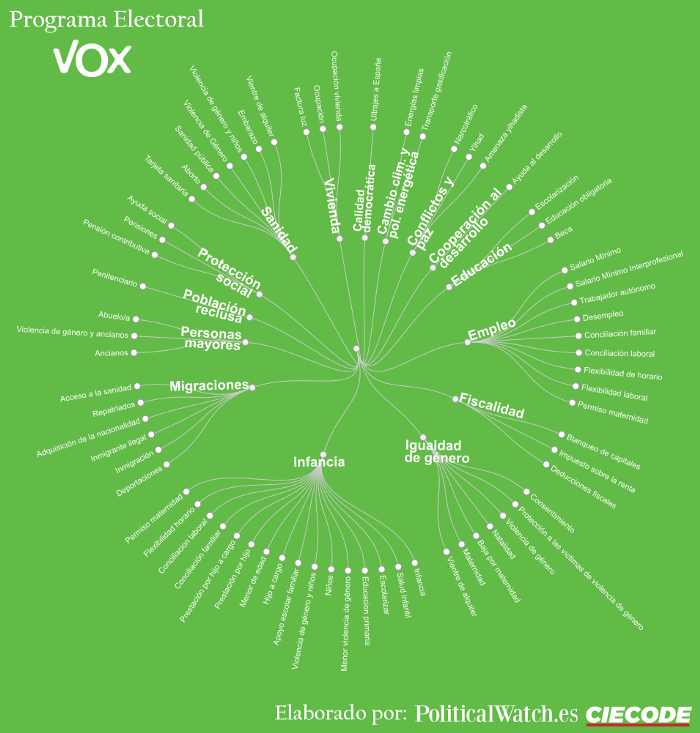 Programa Electoral
VOX
Sanidad
Tarjeta sanitaria
Aborto
Sanidad pública
Violencia de Género
Violencia de género y niños
Embarazo
Vientre de alquiler
Vivienda
Factura luz
Ocupación
Ocupación vivienda
Calidad
democrática
Ultrajes a España
Cambio clim. y
pol. energética
Energías limpias
Transporte gasificación
Conflictos y
paz
Narcotráfico
Yihad
Amenaza yihadista
Cooperación al
desarrollo
Ayuda al desarrollo
Educación
Escolarización
Educación obligatoria
Beca
Empleo
Salario Mínimo
Salario Mínimo Interprofesional
Trabajador autónomo
Desempleo
Conciliación familiar
Conciliación laboral
Flexibilidad de horario
Flexibilidad laboral
Permiso maternidad
Fiscalidad
Blanqueo de capitales
Impuesto sobre la renta
Deducciones fiscales
Igualdad
de género
Consentimiento
Protección a las víctimas de violencia de género
Violencia de género
Natalidad
Baja por maternidad
Maternidad
Vientre de alquiler
Infancia
Infancia
Salud infantil
Escolarizar
Educacion primaria
Menor violencia de género
Niños
Violencia de género y niños
Apoyo escolar familiar
Hijo a cargo
Menor de edad
Prestación por hijo
Prestación por hijo a cargo
Conciliación familiar
Conciliación laboral
Flexibilidad horario
Permiso maternidad
Migraciones
Deportaciones
Inmigración
Inmigrante ilegal
Adquisición de la nacionalidad
Repatriados
Acceso a la sanidad
Personas
mayores
Ancianos
Violencia de género y ancianos
Abuelo/a
Población
reclusa
Penitenciario
Protección
social
Pensión contributiva
Pensiones
Ayuda social
Elaborado por: PoliticalWatch.es CIECODE